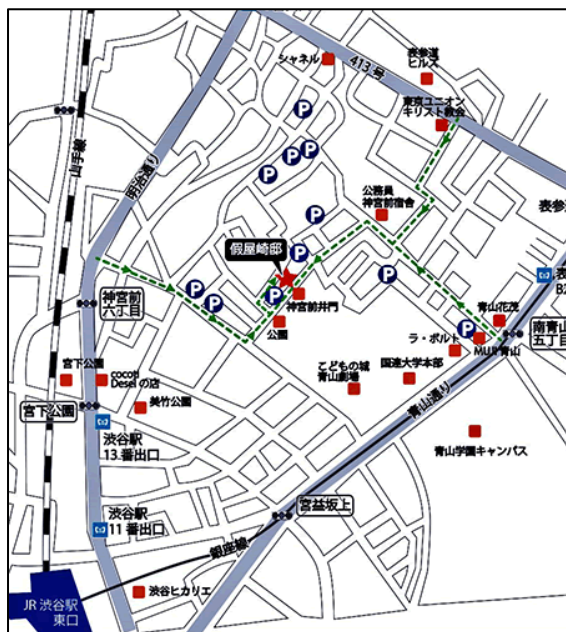 シャネル
413号
表参道
ヒルズ
東京ユニオン
キリスト教会
山手線
明治通り
公務員
神宮前宿舎
表参道
假屋崎邸
神宮前
六丁目
神宮前井門
公園
青山花茂
南青山
五丁目
ラ・ポルト
MUFJ青山
宮下公園
cocoti
Deselの店
こどもの城
青山劇場
国連大学本部
青山通り
宮下公園
美竹公園
渋谷駅
13番出口
青山学園キャンパス
宮益坂上
渋谷駅
11番出口
銀座線
渋谷ヒカリエ
JR 渋谷駅
東口
P
P
P
P
P
P
P
P
P
P
P